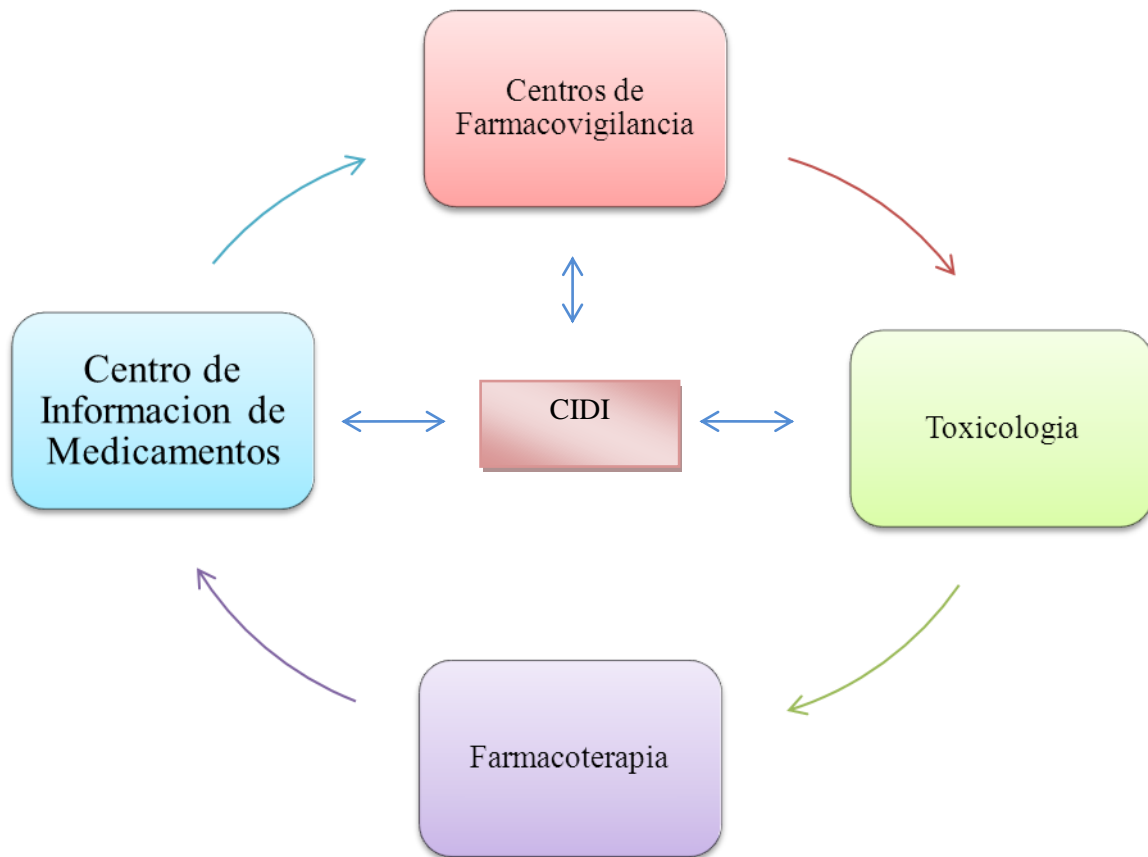 Centros de
Farmacovigilancia
Centro de
Informacion de
Medicamentos
CIDI
Toxicologia
Farmacoterapia